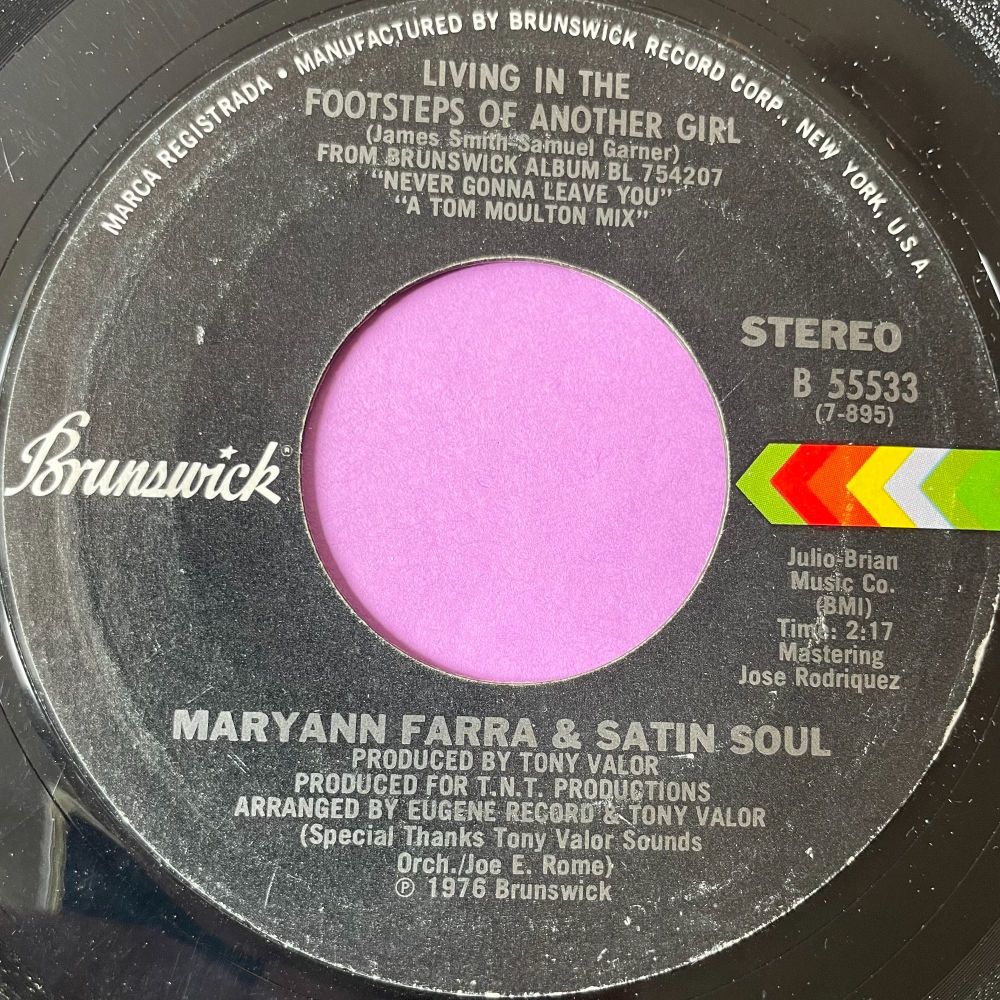 MARCA REGISTRADA • MANUFACTURED BY BRUNSWICK RECORD CORP., NEW YORK, U.S.A.
LIVING IN THE
FOOTSTEPS OF ANOTHER GIRL
(James Smith-Samuel Garner)
FROM BRUNSWICK ALBUM BL 754207
"NEVER GONNA LEAVE YOU"
"A TOM MOULTON MIX"
STEREO
B 55533
(7-895)
Brunswick®
Julio-Brian
Music Co.
(BMI)
Time: 2:17
Mastering
Jose Rodriquez
MARYANN FARRA & SATIN SOUL
PRODUCED BY TONY VALOR
PRODUCED FOR T.N.T. PRODUCTIONS
ARRANGED BY EUGENE RECORD & TONY VALOR
(Special Thanks Tony Valor Sounds
Orch./Joe E. Rome)
℗ 1976 Brunswick